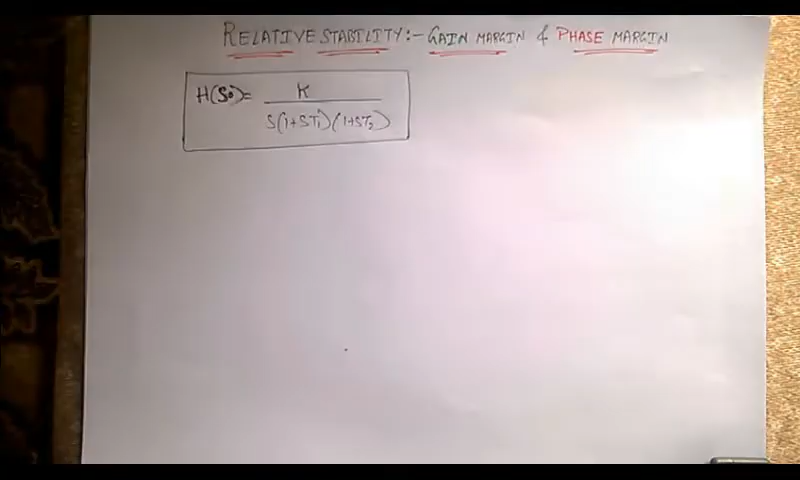 RELATIVE STABILITY:- GAIN MARGIN & PHASE MARGIN
H(S)= K
S(1+ST1)(1+ST2)